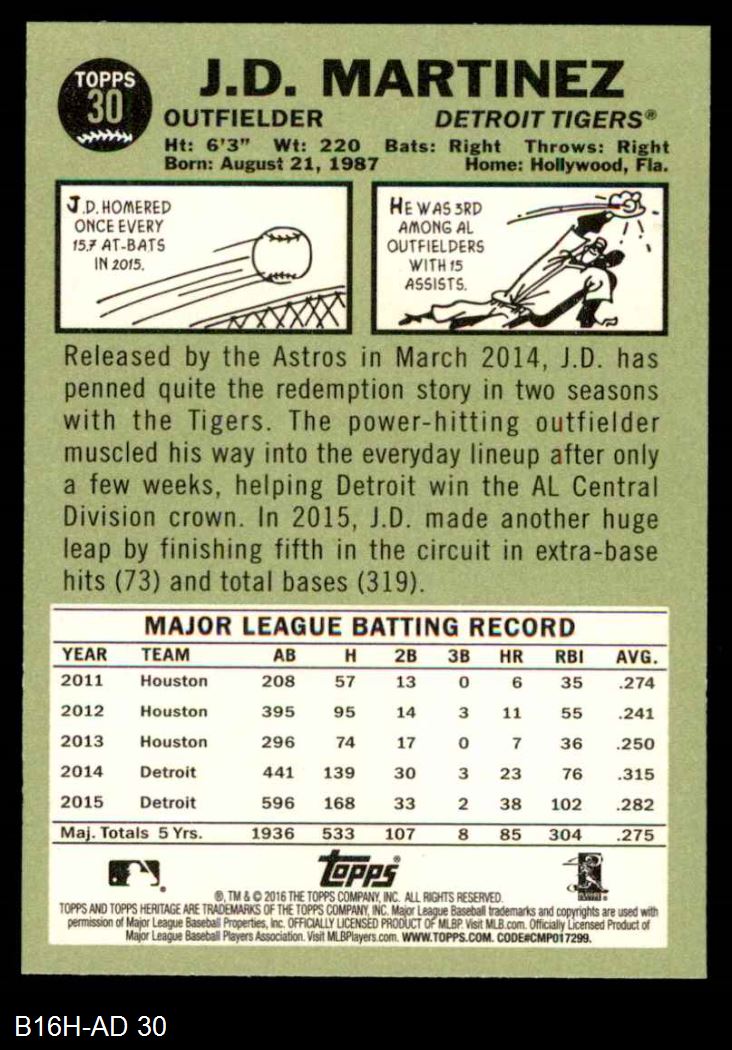 TOPPS
30
J.D. MARTINEZ
OUTFIELDER DETROIT TIGERS®
Ht: 6'3" Wt: 220 Bats: Right Throws: Right
Born: August 21, 1987 Home: Hollywood, Fla.
J.D. HOMERED
ONCE EVERY
15.7 AT-BATS
IN 2015.
HE WAS 3RD
AMONG AL
OUTFIELDERS
WITH 15
ASSISTS.
Released by the Astros in March 2014, J.D. has
penned quite the redemption story in two seasons
with the Tigers. The power-hitting outfielder
muscled his way into the everyday lineup after only
a few weeks, helping Detroit win the AL Central
Division crown. In 2015, J.D. made another huge
leap by finishing fifth in the circuit in extra-base
hits (73) and total bases (319).
MAJOR LEAGUE BATTING RECORD
YEAR TEAM AB H 2B 3B HR RBI AVG.
2011 Houston 208 57 13 0 6 35 .274
2012 Houston 395 95 14 3 11 55 .241
2013 Houston 296 74 17 0 7 36 .250
2014 Detroit 441 139 30 3 23 76 .315
2015 Detroit 596 168 33 2 38 102 .282
Maj. Totals 5 Yrs. 1936 533 107 8 85 304 .275
Topps®
®, TM & © 2016 THE TOPPS COMPANY, INC. ALL RIGHTS RESERVED.
TOPPS AND TOPPS HERITAGE ARE TRADEMARKS OF THE TOPPS COMPANY, INC. Major League Baseball trademarks and copyrights are used with
permission of Major League Baseball Properties, Inc. OFFICIALLY LICENSED PRODUCT OF MLBP. Visit MLB.com. Officially Licensed Product of
Major League Baseball Players Association. Visit MLBPlayers.com. WWW.TOPPS.COM. CODE#CMP017299.
B16H-AD 30